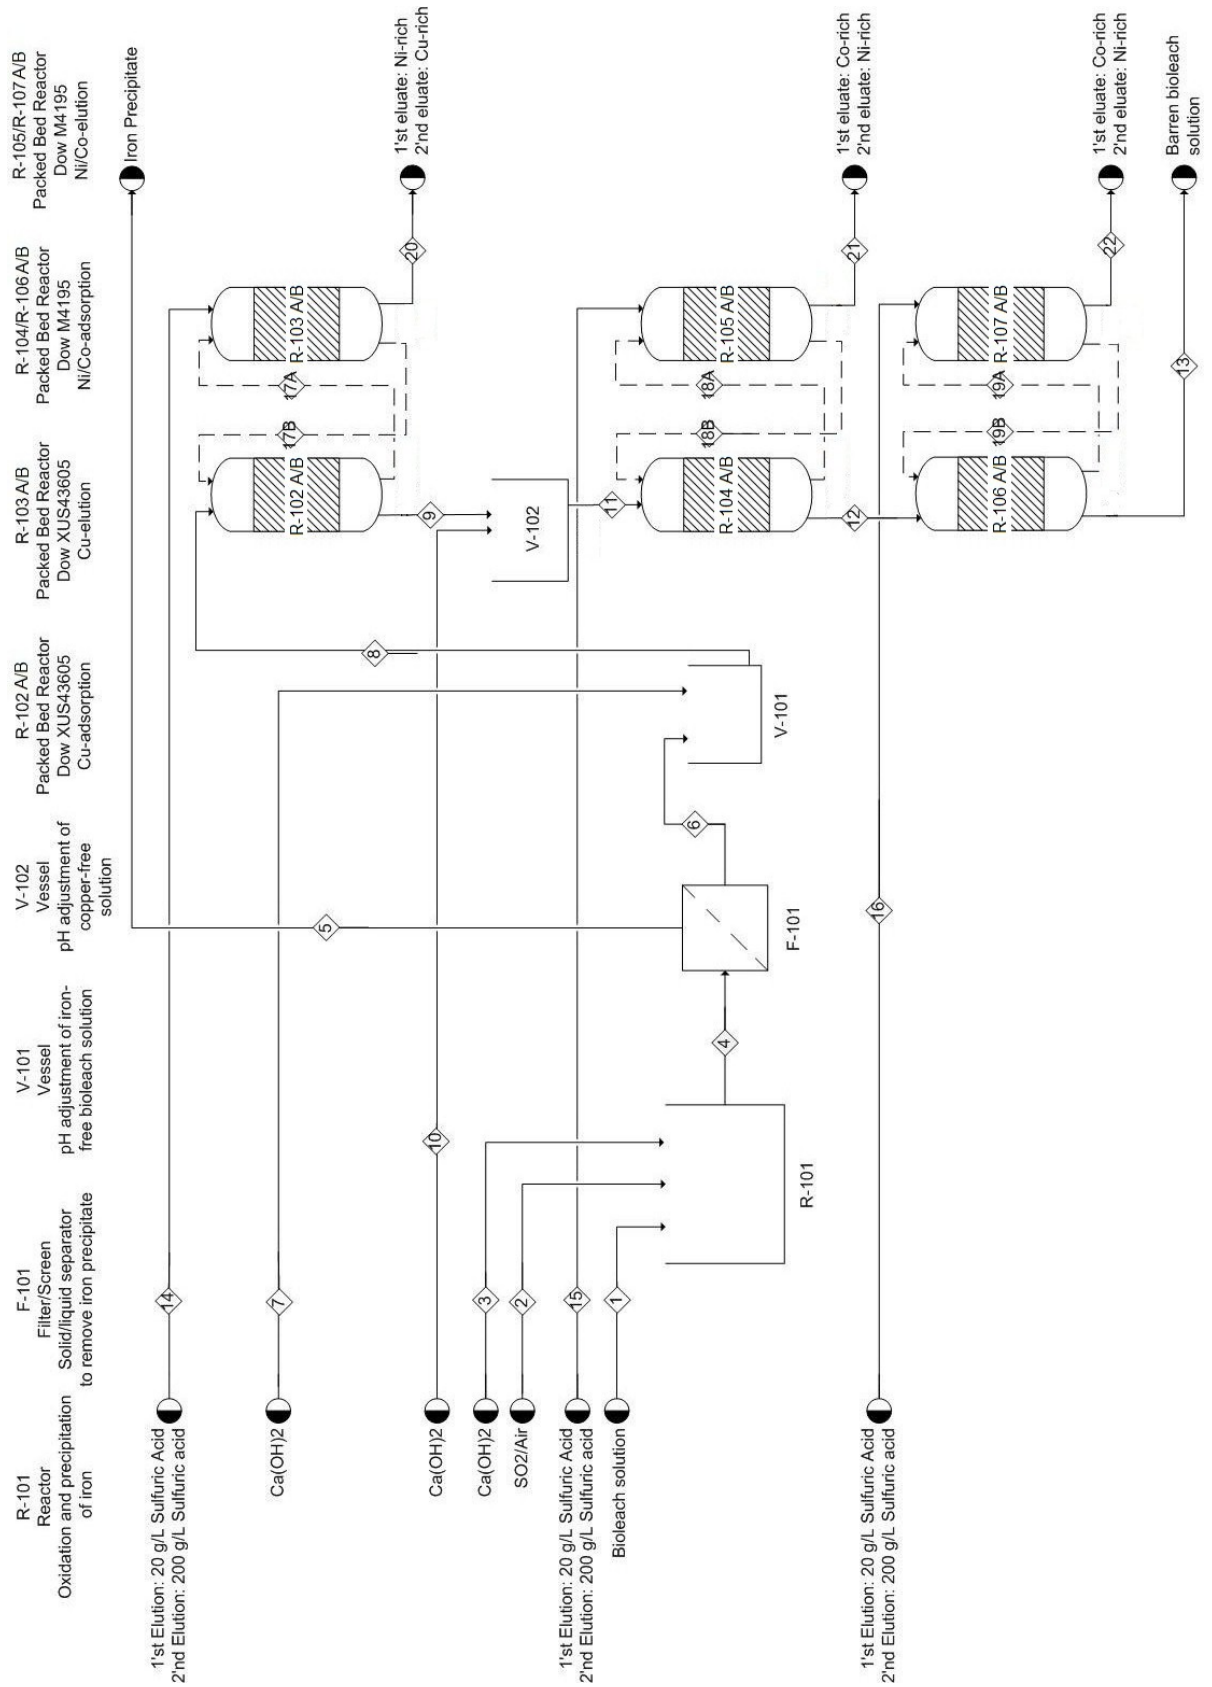 R-101
Reactor
Oxidation and precipitation
of iron
F-101
Filter/Screen
Solid/liquid separator
to remove iron precipitate
V-101
Vessel
pH adjustment of iron-
free bioleach solution
V-102
Vessel
pH adjustment of
copper-free
solution
R-102 A/B
Packed Bed Reactor
Dow XUS43605
Cu-adsorption
R-103 A/B
Packed Bed Reactor
Dow XUS43605
Cu-elution
R-104/R-106 A/B
Packed Bed Reactor
Dow M4195
Ni/Co-adsorption
R-105/R-107 A/B
Packed Bed Reactor
Dow M4195
Ni/Co-elution
Iron Precipitate
5
1'st Elution: 20 g/L Sulfuric Acid
2'nd Elution: 200 g/L Sulfuric acid
14
R-102 A/B
17B
17A
R-103 A/B
Ca(OH)2
7
8
1'st eluate: Ni-rich
2'nd eluate: Cu-rich
20
9
Ca(OH)2
10
Ca(OH)2
3
SO2/Air
2
V-102
1'st Elution: 20 g/L Sulfuric Acid
2'nd Elution: 200 g/L Sulfuric acid
15
Bioleach solution
1
11
R-101
4
F-101
6
V-101
R-104 A/B
18B
18A
R-105 A/B
12
21
1'st eluate: Co-rich
2'nd eluate: Ni-rich
1'st Elution: 20 g/L Sulfuric Acid
2'nd Elution: 200 g/L Sulfuric acid
16
R-106 A/B
19B
19A
R-107 A/B
22
1'st eluate: Co-rich
2'nd eluate: Ni-rich
13
Barren bioleach
solution